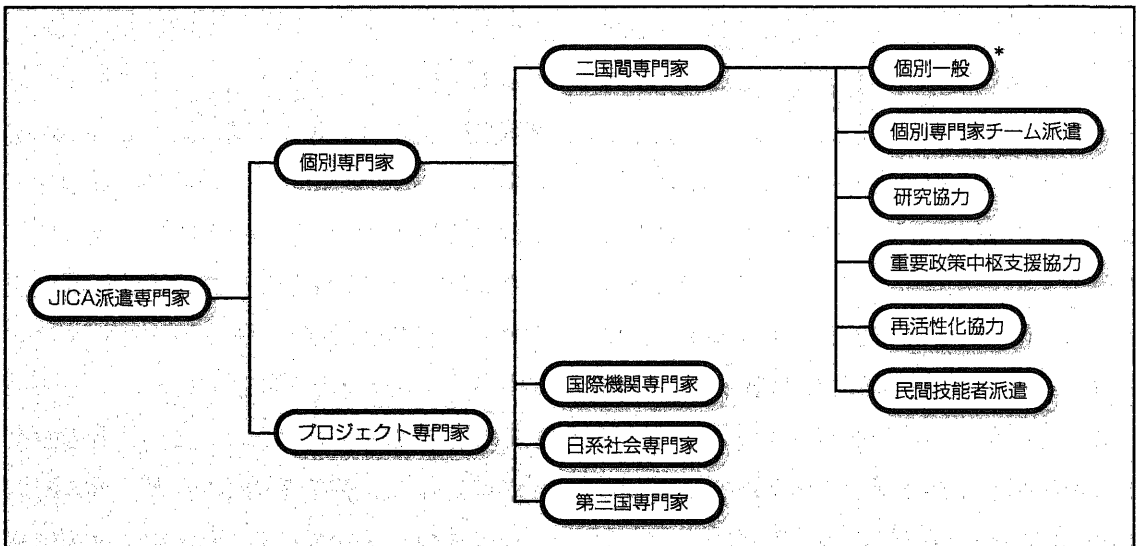 JICA派遣専門家
個別専門家
プロジェクト専門家
二国間専門家
国際機関専門家
日系社会専門家
第三国専門家
個別一般*
個別専門家チーム派遣
研究協力
重要政策中枢支援協力
再活性化協力
民間技能者派遣